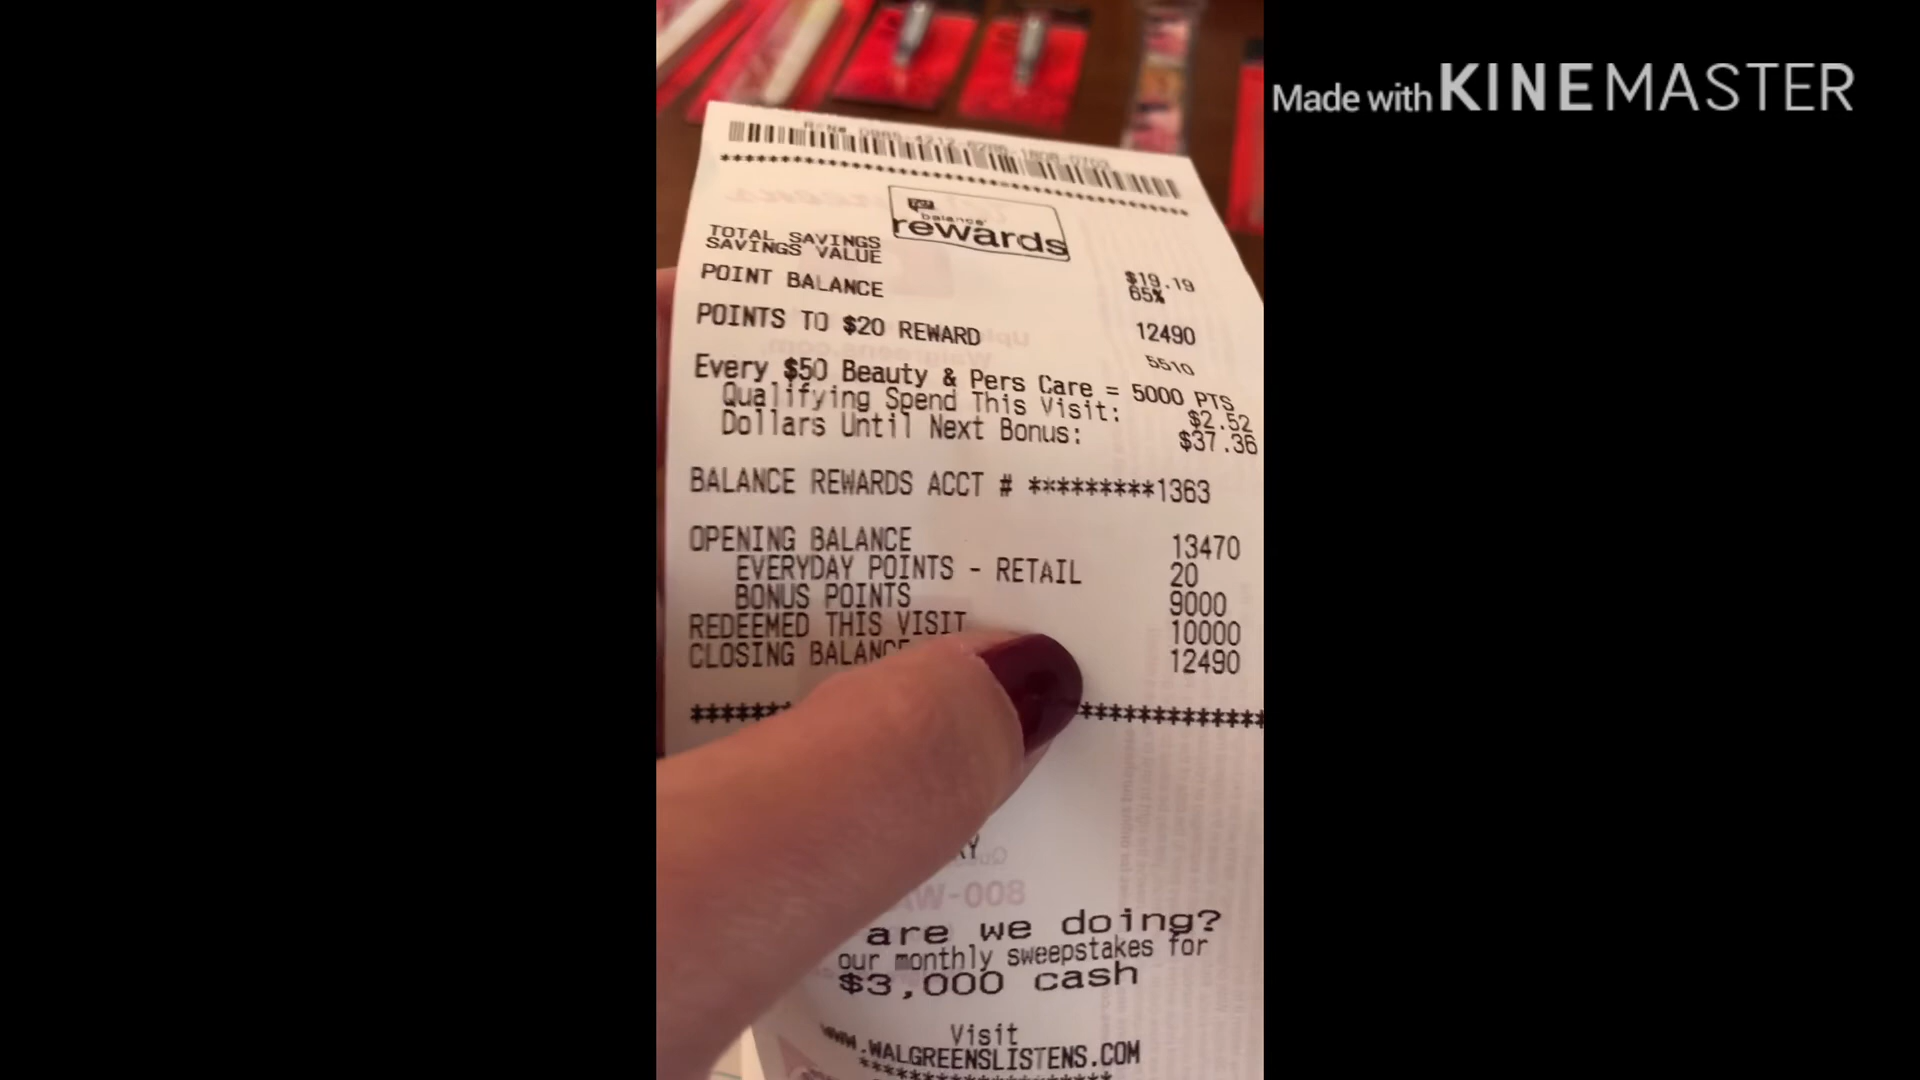 Made with KINEMASTER
balance
rewards
TOTAL SAVINGS $19.19
SAVINGS VALUE 65%
POINT BALANCE 12490
POINTS TO $20 REWARD 5510
Every $50 Beauty & Pers Care = 5000 PTS
Qualifying Spend This Visit: $2.52
Dollars Until Next Bonus: $37.36
BALANCE REWARDS ACCT # *********1363
OPENING BALANCE 13470
EVERYDAY POINTS - RETAIL 20
BONUS POINTS 9000
REDEEMED THIS VISIT 10000
CLOSING BALANCE 12490
are we doing?
our monthly sweepstakes for
$3,000 cash
Visit
WWW.WALGREENSLISTENS.COM